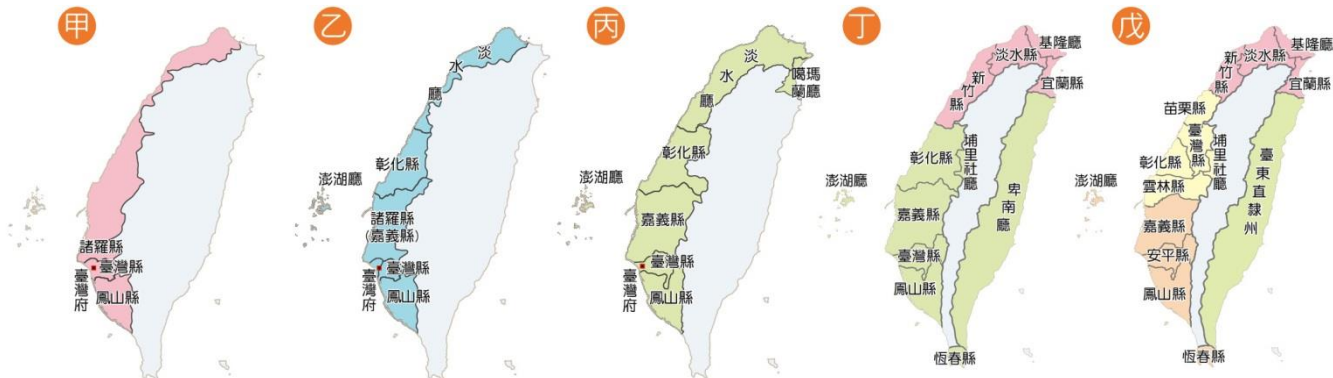 甲
諸羅縣
臺灣縣
臺灣府
鳳山縣
乙
淡水廳
彰化縣
澎湖廳
諸羅縣
(嘉義縣)
臺灣縣
臺灣府
鳳山縣
丙
淡水廳
噶瑪
蘭廳
彰化縣
澎湖廳
嘉義縣
臺灣縣
臺灣府
鳳山縣
丁
基隆廳
淡水縣
新竹縣
宜蘭縣
彰化縣
埔里社廳
澎湖廳
卑南廳
嘉義縣
臺灣縣
鳳山縣
恆春縣
戊
基隆廳
淡水縣
新竹縣
宜蘭縣
苗栗縣
臺灣縣
彰化縣
埔里社廳
澎湖廳
雲林縣
臺東直隸州
嘉義縣
安平縣
鳳山縣
恆春縣